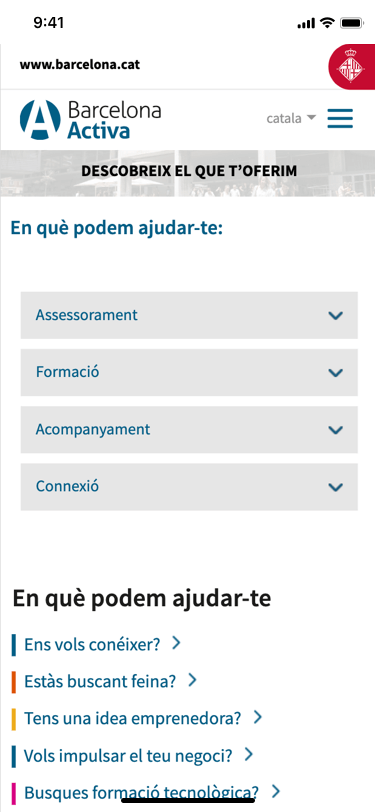 9:41
www.barcelona.cat
Barcelona
Activa
catala
DESCOBREIX EL QUE T’OFERIM
En què podem ajudar-te:
Assessorament
Formació
Acompanyament
Connexió
En què podem ajudar-te
Ens vols conéixer?
Estàs buscant feina?
Tens una idea emprenedora?
Vols impulsar el teu negoci?
Busques formació tecnològica?